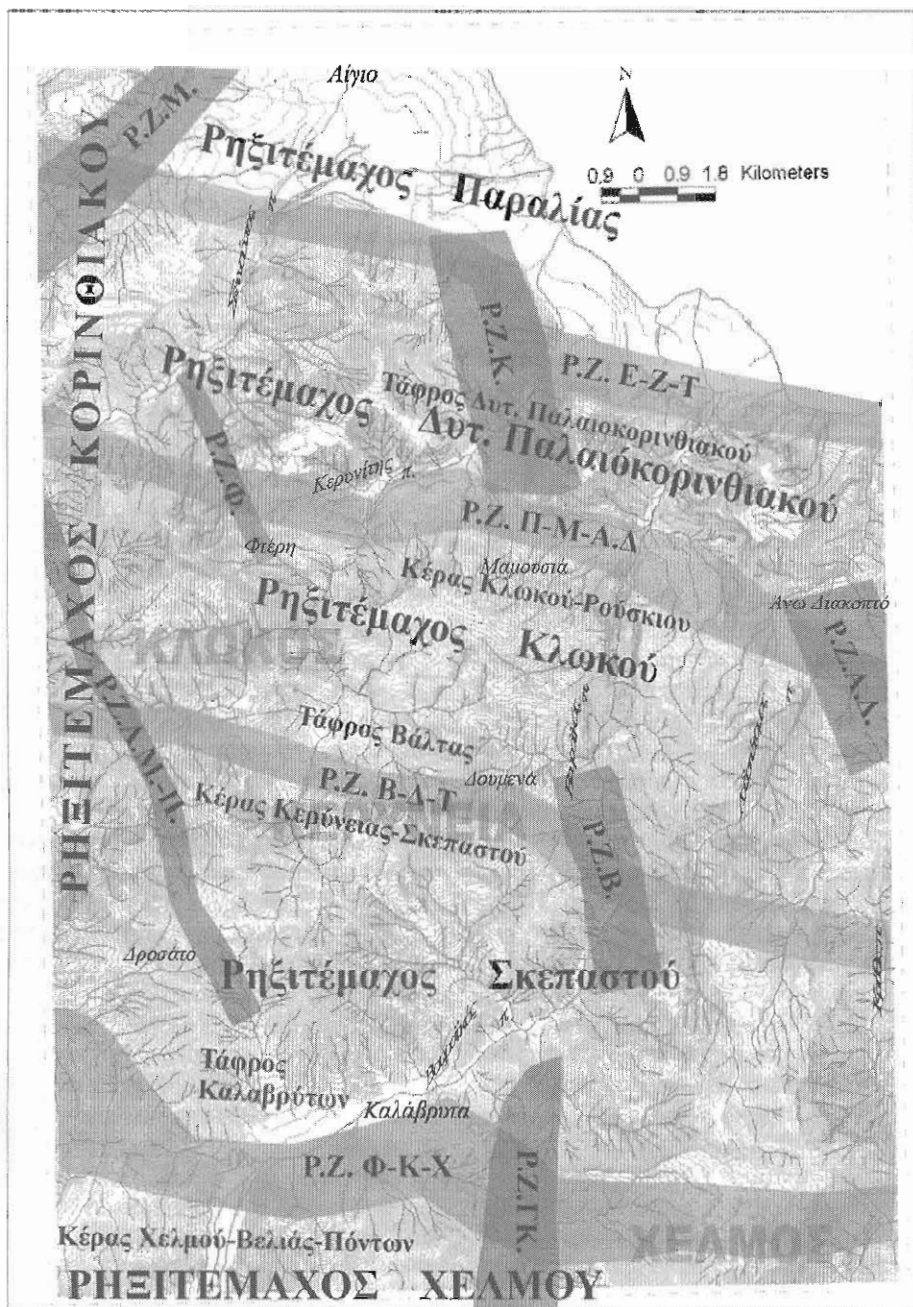 Αίγιο
N
Ρ.Ζ.Μ.
Ρηξιτέμαχος Παραλίας
0.9 0 0.9 1.8 Kilometers
ΡΗΞΙΤΕΜΑΧΟΣ ΚΟΡΙΝΘΙΑΚΟΥ
Ρ.Ζ.Κ.
Ρ.Ζ. Ε-Ζ-Τ
Ρηξιτέμαχος Δυτ. Παλαιόκορινθιακού
Τάφρος Δυτ. Παλαιοκορινθιακού
Ρ.Ζ.Φ.
Κερυνίτης π.
Ρ.Ζ. Π-Μ-Α.Δ
Φτέρη
Μαμουσιά
Κέρας Κλωκού-Ρούσκιου
Άνω Διακοπτό
Ρηξιτέμαχος Κλωκού
ΚΛΩΚΟΣ
Ρ.Ζ.Α.Δ.
Τάφρος Βάλτας
Δουμενά
Ρ.Ζ. Β-Δ-Τ
Κέρας Κερύνειας-Σκεπαστού
Ρ.Ζ.Β.
Δροσάτο
Ρηξιτέμαχος Σκεπαστού
π.
Τάφρος
Καλαβρύτων
Καλάβρυτα
Ρ.Ζ. Φ-Κ-Χ
Ρ.Ζ.ΓΚ.
ΧΕΛΜΟΣ
Κέρας Χελμού-Βελιάς-Πόντων
ΡΗΞΙΤΕΜΑΧΟΣ ΧΕΛΜΟΥ